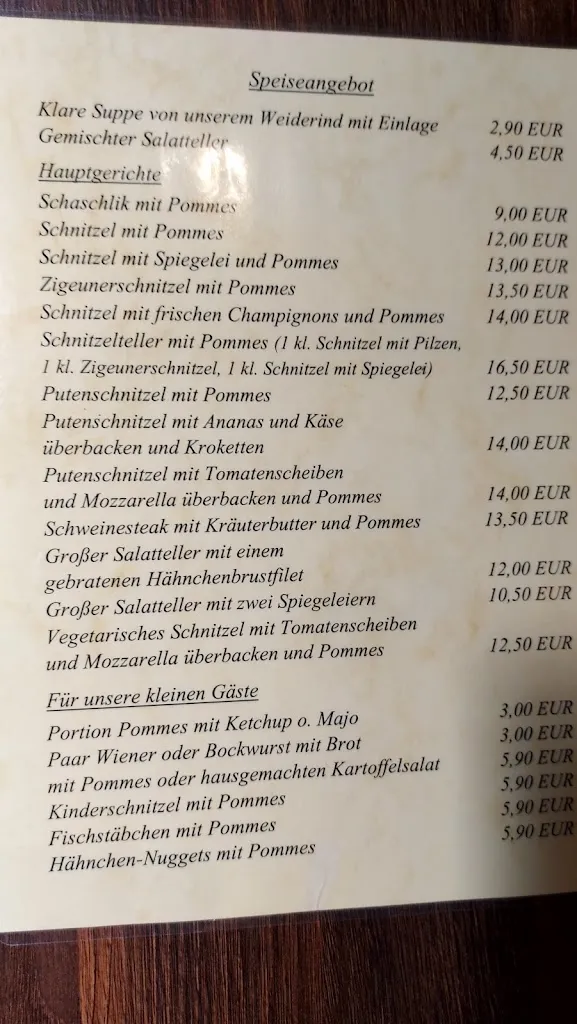 Speiseangebot
Klare Suppe von unserem Weiderind mit Einlage 2,90 EUR
Gemischter Salatteller 4,50 EUR
Hauptgerichte
Schaschlik mit Pommes 9,00 EUR
Schnitzel mit Pommes 12,00 EUR
Schnitzel mit Spiegelei und Pommes 13,00 EUR
Zigeunerschnitzel mit Pommes 13,50 EUR
Schnitzel mit frischen Champignons und Pommes 14,00 EUR
Schnitzelteller mit Pommes (1 kl. Schnitzel mit Pilzen,
1 kl. Zigeunerschnitzel, 1 kl. Schnitzel mit Spiegelei) 16,50 EUR
Putenschnitzel mit Pommes 12,50 EUR
Putenschnitzel mit Ananas und Käse
überbacken und Kroketten 14,00 EUR
Putenschnitzel mit Tomatenscheiben
und Mozzarella überbacken und Pommes 14,00 EUR
Schweinesteak mit Kräuterbutter und Pommes 13,50 EUR
Großer Salatteller mit einem
gebratenen Hähnchenbrustfilet 12,00 EUR
Großer Salatteller mit zwei Spiegeleiern 10,50 EUR
Vegetarisches Schnitzel mit Tomatenscheiben
und Mozzarella überbacken und Pommes 12,50 EUR
Für unsere kleinen Gäste
Portion Pommes mit Ketchup o. Majo 3,00 EUR
Paar Wiener oder Bockwurst mit Brot 3,00 EUR
mit Pommes oder hausgemachten Kartoffelsalat 5,90 EUR
Kinderschnitzel mit Pommes 5,90 EUR
Fischstäbchen mit Pommes 5,90 EUR
Hähnchen-Nuggets mit Pommes 5,90 EUR